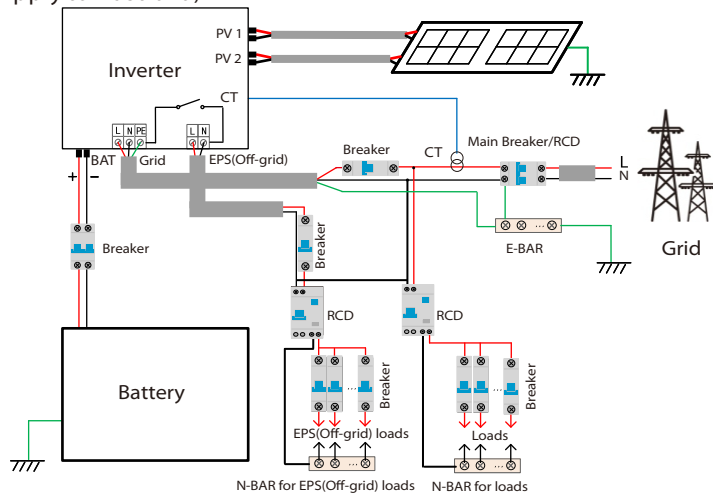 PV 1
PV 2
Inverter
CT
L N PE
L N
BAT
Grid
EPS(Off-grid)
+
−
Breaker
CT
Main Breaker/RCD
L
N
Grid
E-BAR
Breaker
Breaker
RCD
RCD
Battery
Breaker
Breaker
EPS(Off-grid) loads
Loads
N-BAR for EPS(Off-grid) loads
N-BAR for loads